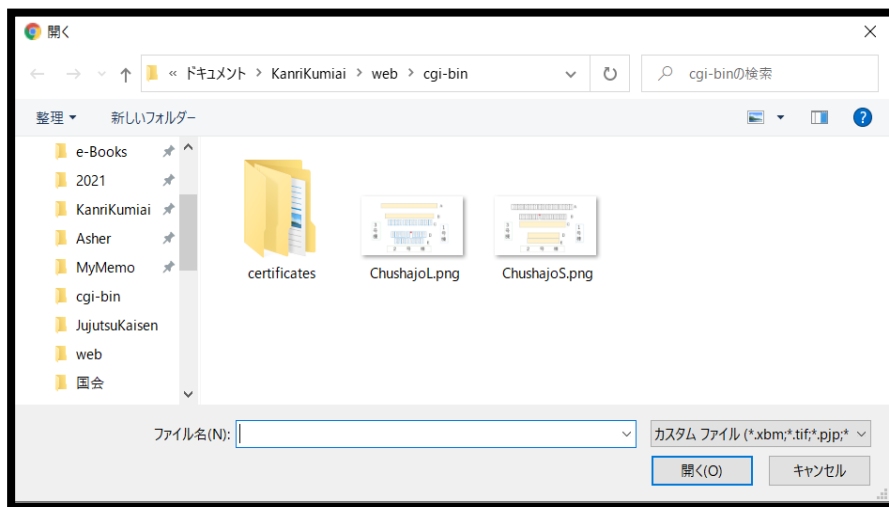 開く
« ドキュメント > KanriKumiai > web > cgi-bin
cgi-binの検索
整理
新しいフォルダー
e-Books
2021
KanriKumiai
Asher
MyMemo
cgi-bin
JujutsuKaisen
web
国会
certificates
ChushajoL.png
ChushajoS.png
ファイル名(N):
カスタム ファイル (*.xbm;*.tif;*.pjp;*
開く(O)
キャンセル